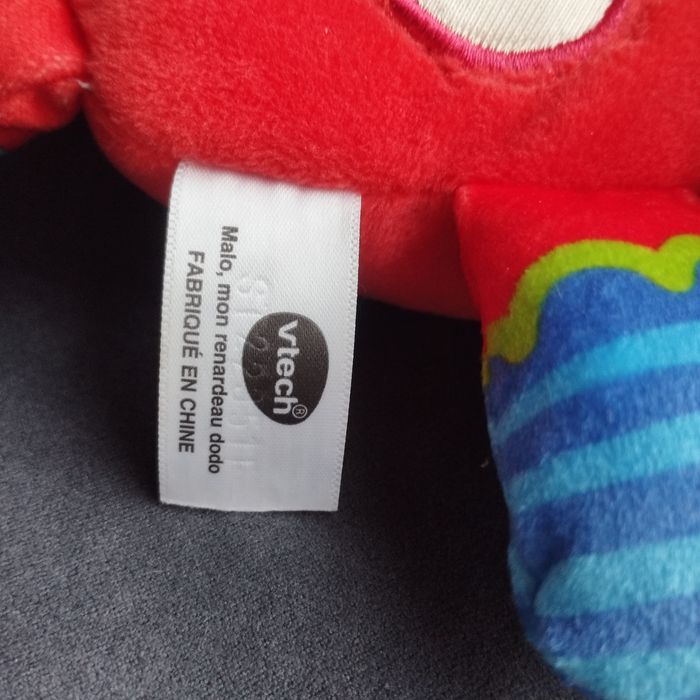 vtech®
Malo, mon renardeau dodo
FABRIQUÉ EN CHINE